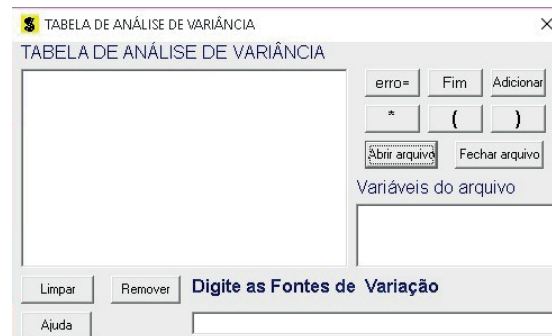 TABELA DE ANÁLISE DE VARIÂNCIA
TABELA DE ANÁLISE DE VARIÂNCIA
erro= Fim Adicionar
* ( )
Abrir arquivo Fechar arquivo
Variáveis do arquivo
Limpar Remover Digite as Fontes de Variação
Ajuda